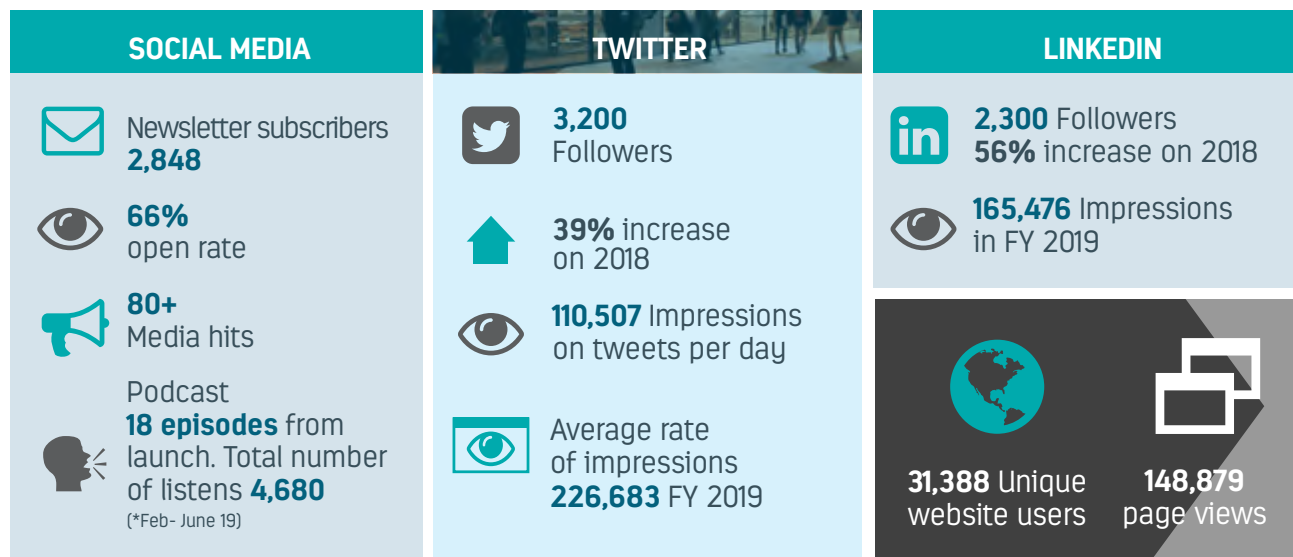 SOCIAL MEDIA
Newsletter subscribers
2,848
66%
open rate
80+
Media hits
Podcast
18 episodes from
launch. Total number
of listens 4,680
(*Feb- June 19)
TWITTER
3,200
Followers
39% increase
on 2018
110,507 Impressions
on tweets per day
Average rate
of impressions
226,683 FY 2019
LINKEDIN
in
2,300 Followers
56% increase on 2018
165,476 Impressions
in FY 2019
31,388 Unique
website users
148,879
page views